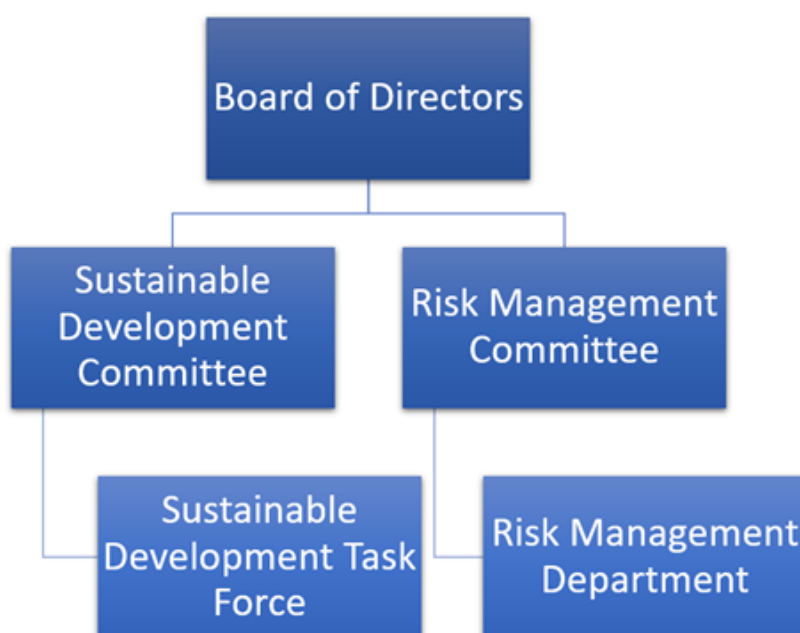 Board of Directors
Sustainable
Development
Committee
Risk Management
Committee
Sustainable
Development Task
Force
Risk Management
Department